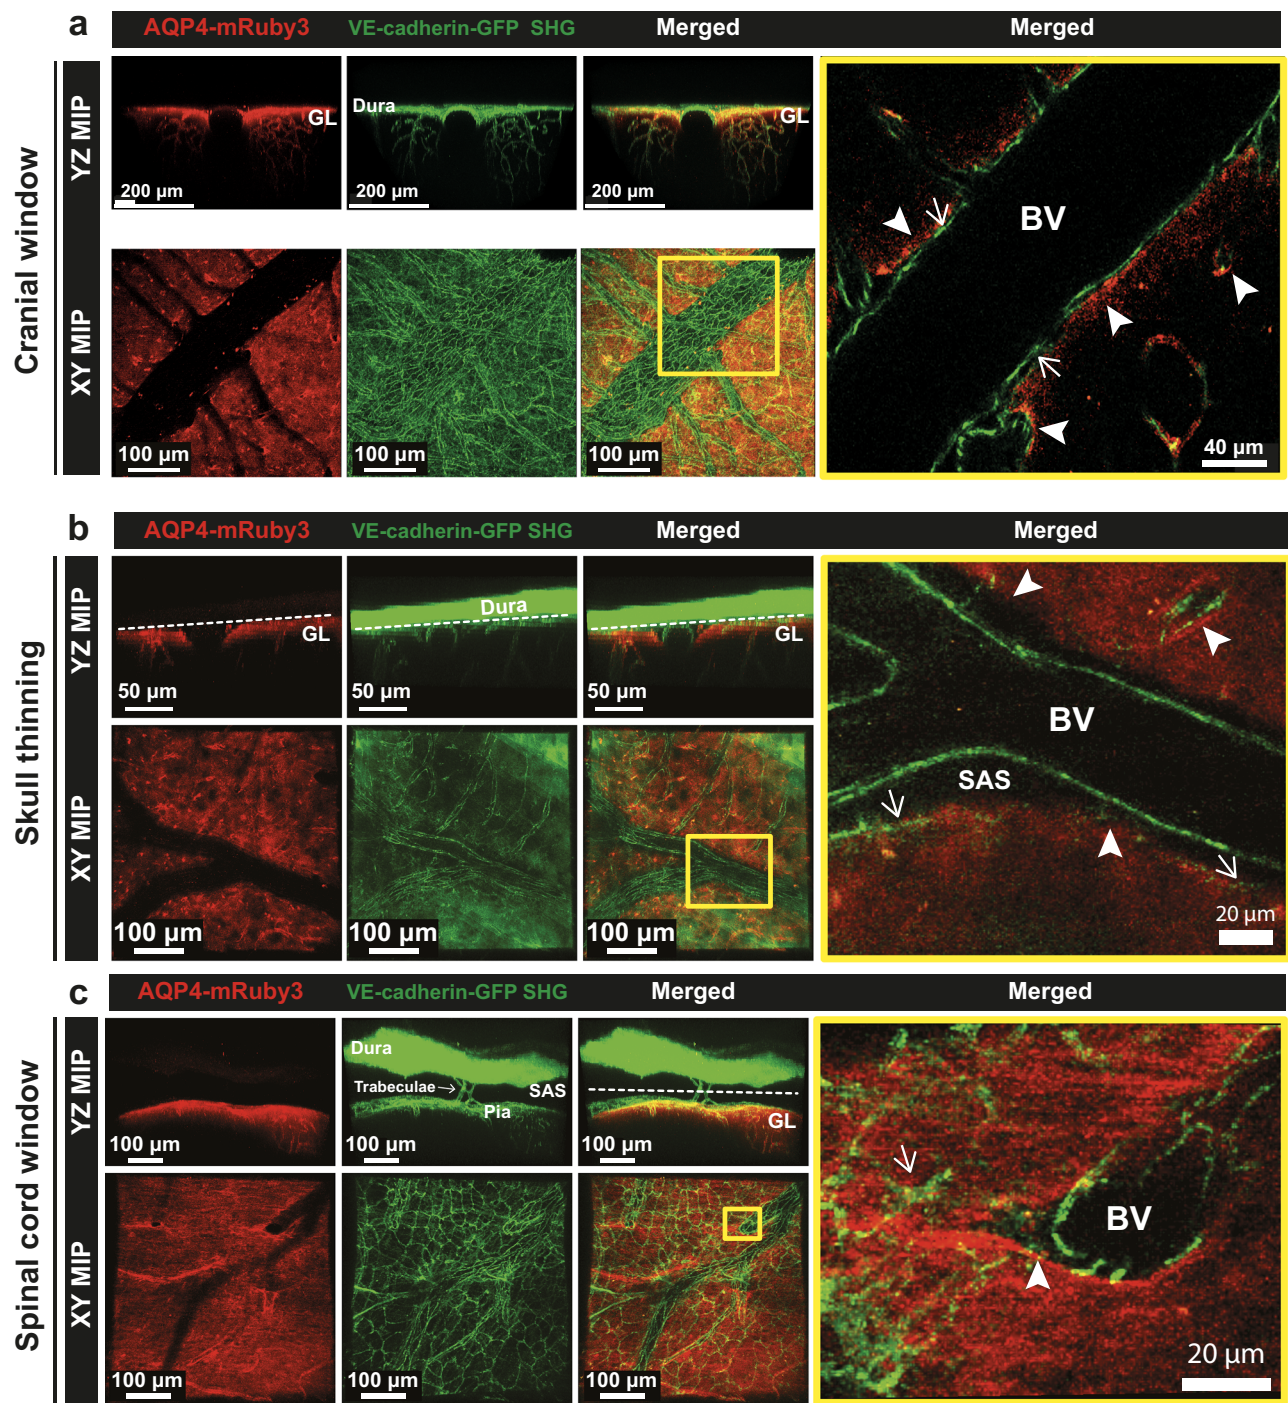 a
AQP4-mRuby3 VE-cadherin-GFP SHG Merged Merged
Cranial window
YZ MIP
GL
200 µm
Dura
200 µm
GL
200 µm
XY MIP
100 µm
100 µm
100 µm
BV
40 µm
b
AQP4-mRuby3 VE-cadherin-GFP SHG Merged Merged
Skull thinning
YZ MIP
GL
50 µm
Dura
50 µm
GL
50 µm
XY MIP
100 µm
100 µm
100 µm
BV
SAS
20 µm
c
AQP4-mRuby3 VE-cadherin-GFP SHG Merged Merged
Spinal cord window
YZ MIP
100 µm
Dura
Trabeculae
SAS
Pia
100 µm
GL
100 µm
XY MIP
100 µm
100 µm
100 µm
BV
20 µm